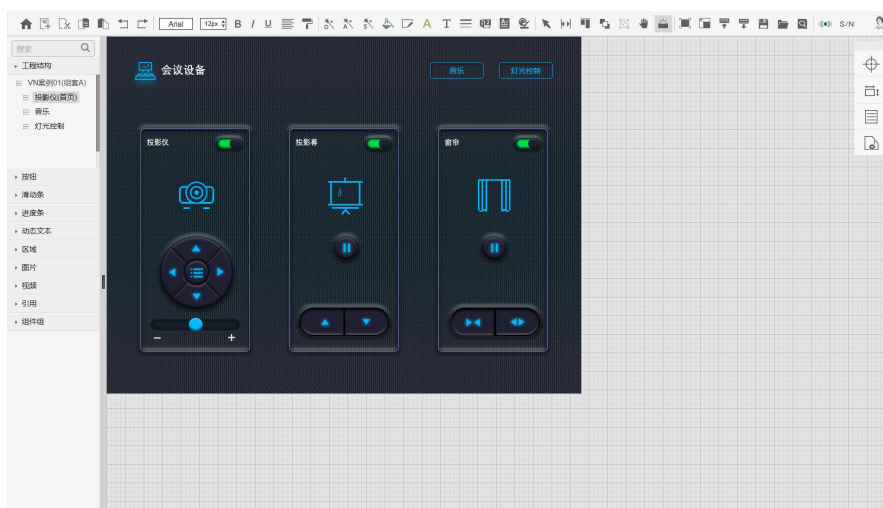 Arial 12px B I U A T S/N
搜索
工程结构
VN案例01(组套A)
投影仪(首页)
音乐
灯光控制
按钮
滑动条
进度条
动态文本
区域
图片
视频
引用
组件组
会议设备
音乐 灯光控制
投影仪 投影幕 窗帘
− +